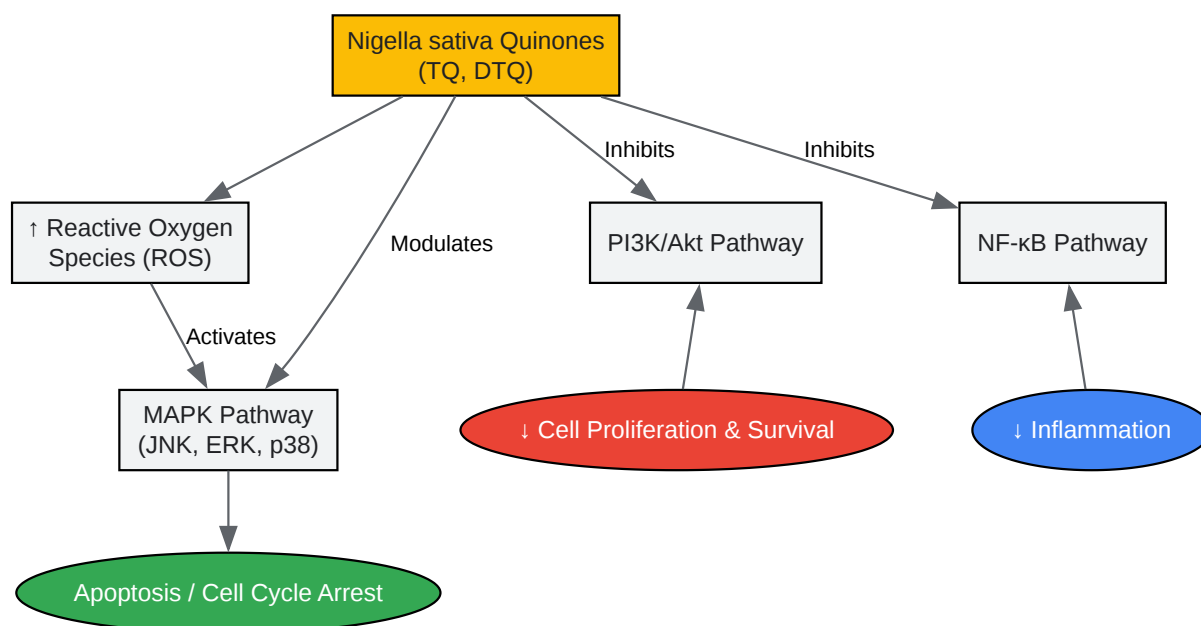 Nigella sativa Quinones
(TQ, DTQ)
Inhibits
Inhibits
↑ Reactive Oxygen
Species (ROS)
Modulates
PI3K/Akt Pathway
NF-κB Pathway
Activates
MAPK Pathway
(JNK, ERK, p38)
↓ Cell Proliferation & Survival
↓ Inflammation
Apoptosis / Cell Cycle Arrest